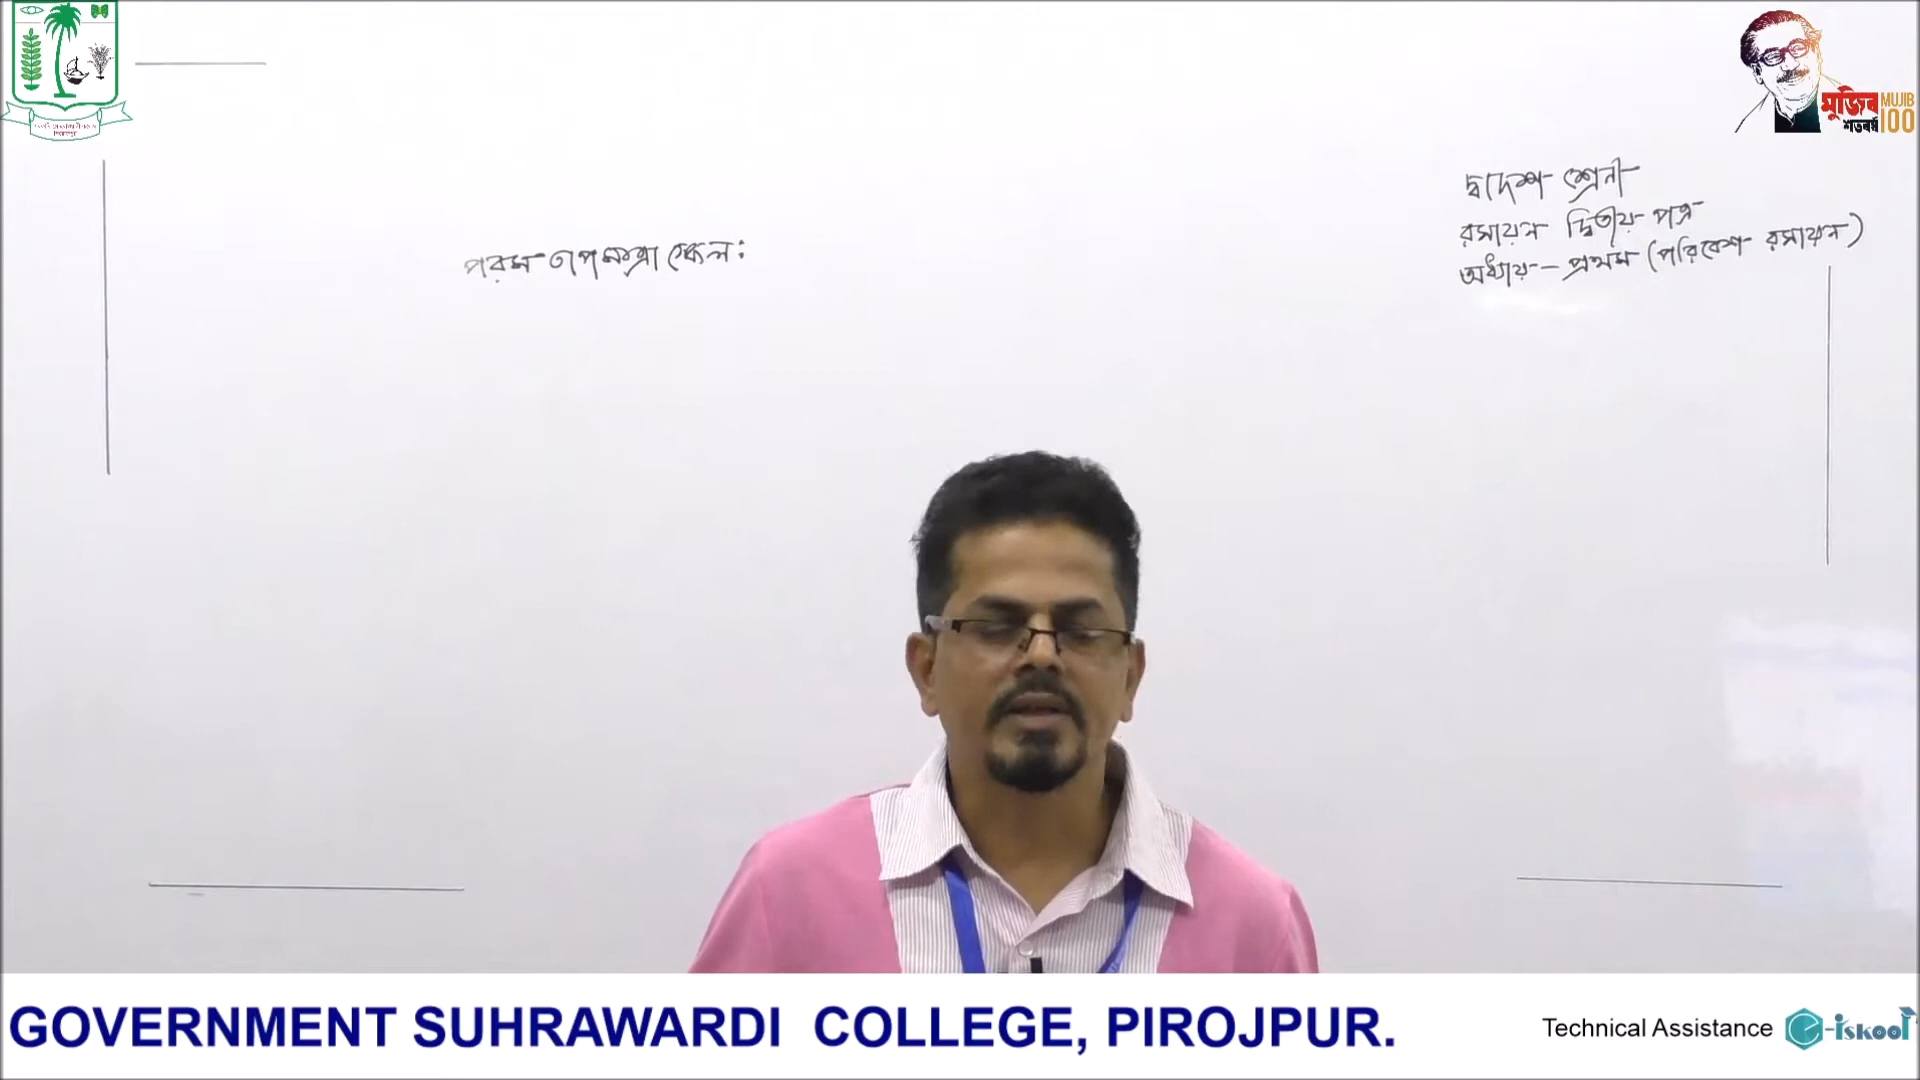 মুজিব MUJIB
শতবর্ষ 100
দ্বাদশ শ্রেনী
রসায়ন দ্বিতীয় পত্র
অধ্যায় – প্রথম (পরিবেশ রসায়ন)
পরম তাপমাত্রা স্কেল:
GOVERNMENT SUHRAWARDI COLLEGE, PIROJPUR.
Technical Assistance e-iskool